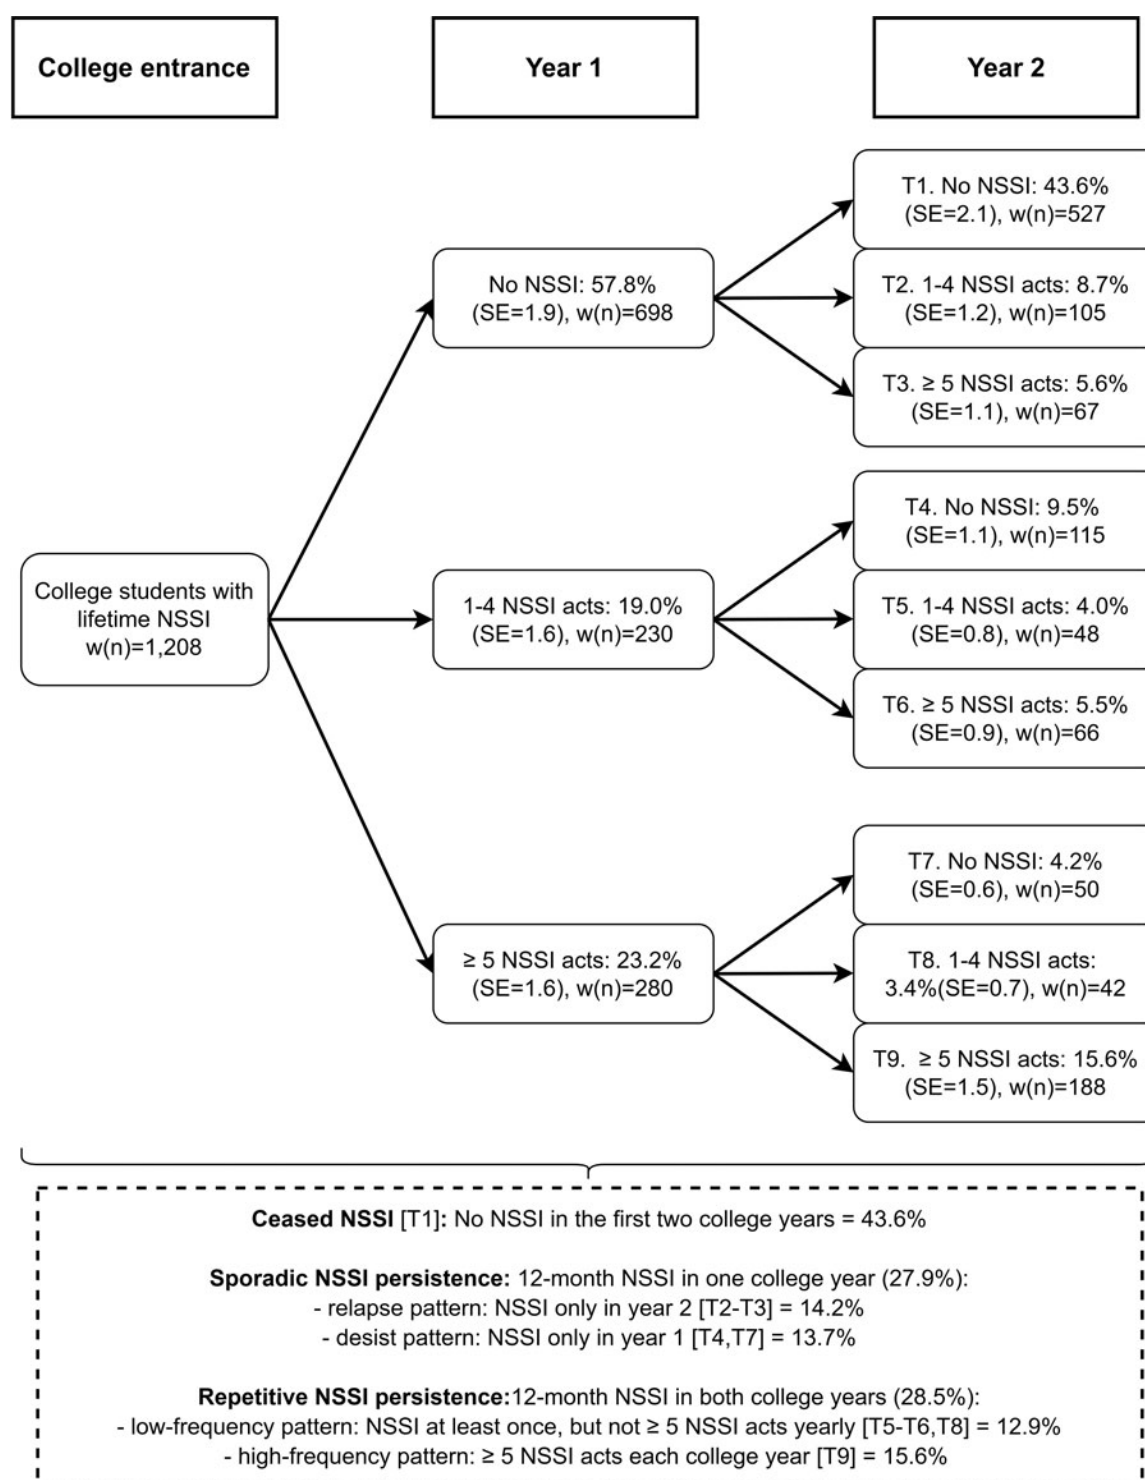 College entrance
Year 1
Year 2
T1. No NSSI: 43.6%
(SE=2.1), w(n)=527
No NSSI: 57.8%
(SE=1.9), w(n)=698
T2. 1-4 NSSI acts: 8.7%
(SE=1.2), w(n)=105
T3. ≥ 5 NSSI acts: 5.6%
(SE=1.1), w(n)=67
T4. No NSSI: 9.5%
(SE=1.1), w(n)=115
College students with
lifetime NSSI
w(n)=1,208
1-4 NSSI acts: 19.0%
(SE=1.6), w(n)=230
T5. 1-4 NSSI acts: 4.0%
(SE=0.8), w(n)=48
T6. ≥ 5 NSSI acts: 5.5%
(SE=0.9), w(n)=66
T7. No NSSI: 4.2%
(SE=0.6), w(n)=50
≥ 5 NSSI acts: 23.2%
(SE=1.6), w(n)=280
T8. 1-4 NSSI acts:
3.4%(SE=0.7), w(n)=42
T9. ≥ 5 NSSI acts: 15.6%
(SE=1.5), w(n)=188
Ceased NSSI [T1]: No NSSI in the first two college years = 43.6%
Sporadic NSSI persistence: 12-month NSSI in one college year (27.9%):
- relapse pattern: NSSI only in year 2 [T2-T3] = 14.2%
- desist pattern: NSSI only in year 1 [T4,T7] = 13.7%
Repetitive NSSI persistence:12-month NSSI in both college years (28.5%):
- low-frequency pattern: NSSI at least once, but not ≥ 5 NSSI acts yearly [T5-T6,T8] = 12.9%
- high-frequency pattern: ≥ 5 NSSI acts each college year [T9] = 15.6%